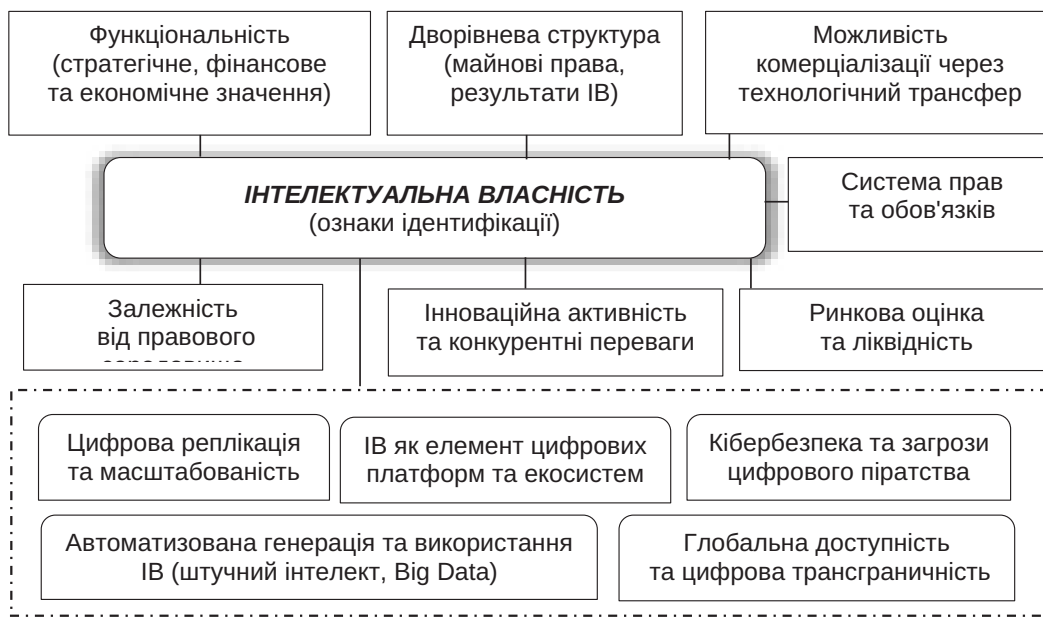 Функціональність
(стратегічне, фінансове
та економічне значення)
Дворівнева структура
(майнові права,
результати ІВ)
Можливість
комерціалізації через
технологічний трансфер
ІНТЕЛЕКТУАЛЬНА ВЛАСНІСТЬ
(ознаки ідентифікації)
Система прав
та обов'язків
Залежність
від правового
Інноваційна активність
та конкурентні переваги
Ринкова оцінка
та ліквідність
Цифрова реплікація
та масштабованість
ІВ як елемент цифрових
платформ та екосистем
Кібербезпека та загрози
цифрового піратства
Автоматизована генерація та використання
ІВ (штучний інтелект, Big Data)
Глобальна доступність
та цифрова трансграничність